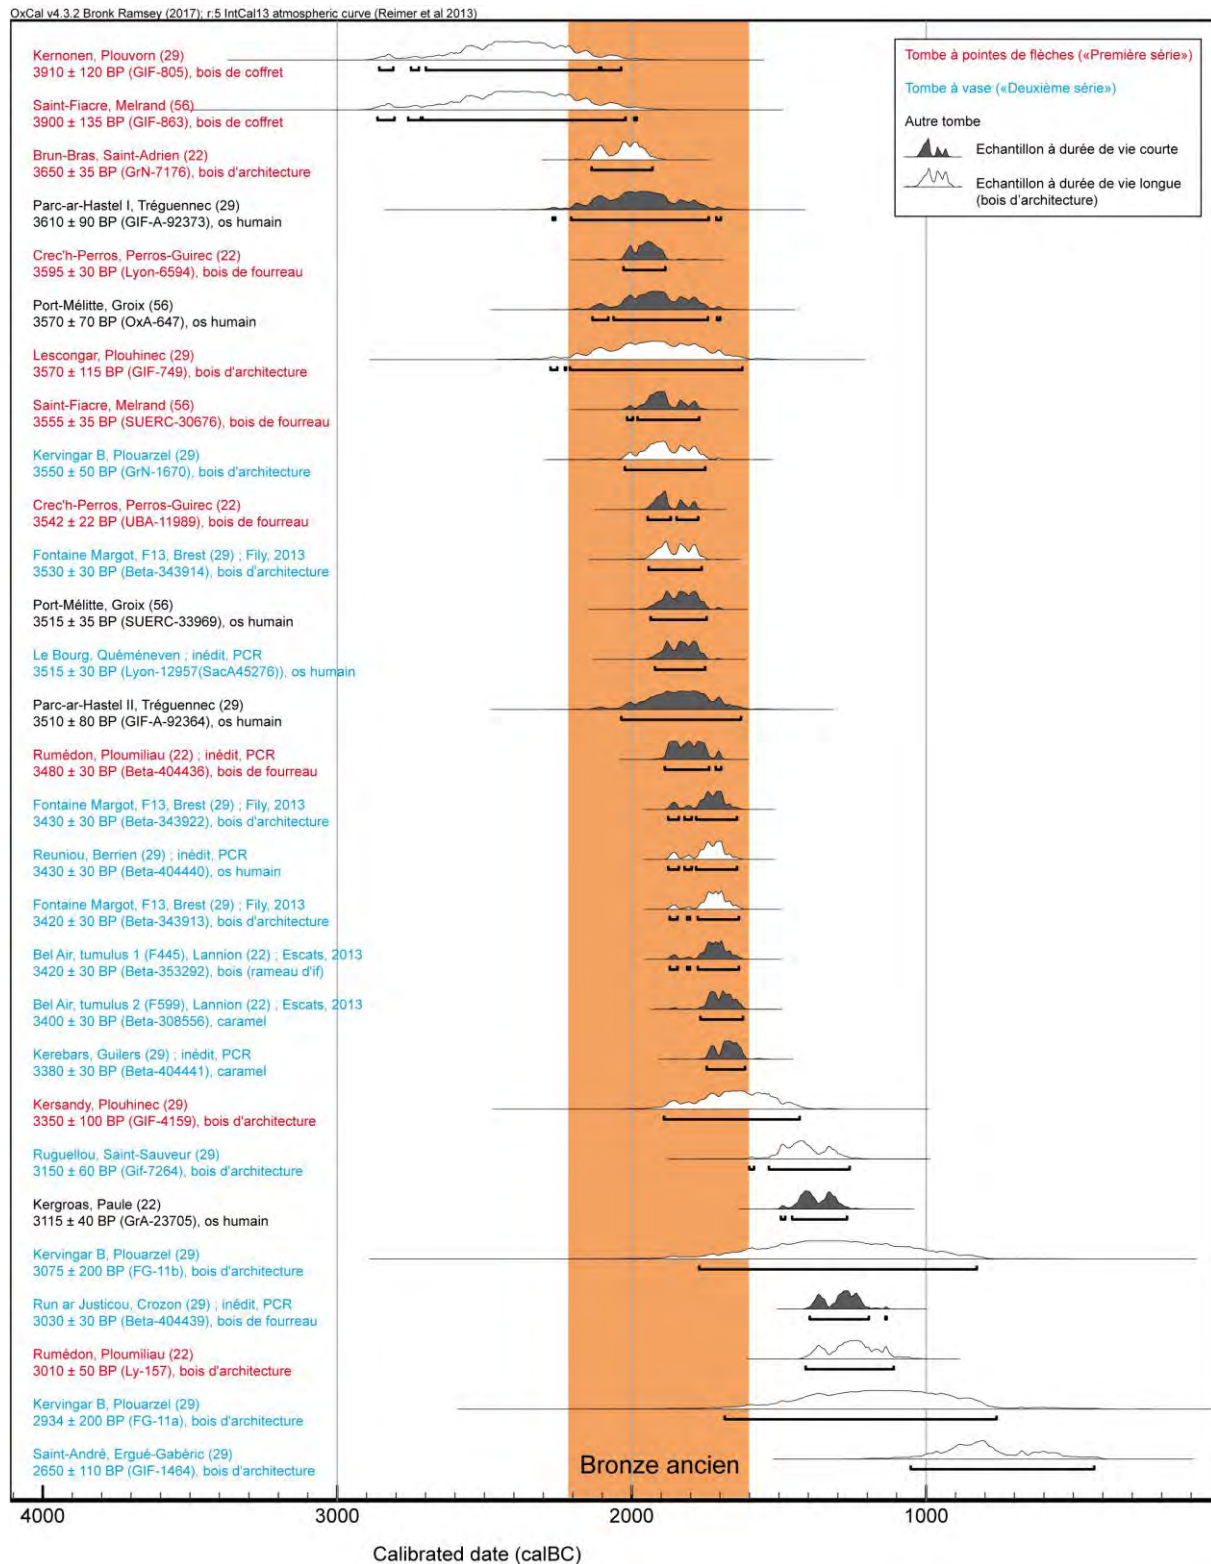 OxCal v4.3.2 Bronk Ramsey (2017); r:5 IntCal13 atmospheric curve (Reimer et al 2013)
Kernonen, Plouvorn (29)
3910 ± 120 BP (GIF-805), bois de coffret
Saint-Fiacre, Melrand (56)
3900 ± 135 BP (GIF-863), bois de coffret
Brun-Bras, Saint-Adrien (22)
3650 ± 35 BP (GrN-7176), bois d'architecture
Parc-ar-Hastel I, Tréguennec (29)
3610 ± 90 BP (GIF-A-92373), os humain
Crec'h-Perros, Perros-Guirec (22)
3595 ± 30 BP (Lyon-6594), bois de fourreau
Port-Mélitte, Groix (56)
3570 ± 70 BP (OxA-647), os humain
Lescongar, Plouhinec (29)
3570 ± 115 BP (GIF-749), bois d'architecture
Saint-Fiacre, Melrand (56)
3555 ± 35 BP (SUERC-30676), bois de fourreau
Kervingar B, Plouarzel (29)
3550 ± 50 BP (GrN-1670), bois d'architecture
Crec'h-Perros, Perros-Guirec (22)
3542 ± 22 BP (UBA-11989), bois de fourreau
Fontaine Margot, F13, Brest (29) ; Fily, 2013
3530 ± 30 BP (Beta-343914), bois d'architecture
Port-Mélitte, Groix (56)
3515 ± 35 BP (SUERC-33969), os humain
Le Bourg, Quéméneven ; inédit, PCR
3515 ± 30 BP (Lyon-12957(SacA45276)), os humain
Parc-ar-Hastel II, Tréguennec (29)
3510 ± 80 BP (GIF-A-92364), os humain
Rumédon, Ploumiliau (22) ; inédit, PCR
3480 ± 30 BP (Beta-404436), bois de fourreau
Fontaine Margot, F13, Brest (29) ; Fily, 2013
3430 ± 30 BP (Beta-343922), bois d'architecture
Reuniou, Berrien (29) ; inédit, PCR
3430 ± 30 BP (Beta-404440), os humain
Fontaine Margot, F13, Brest (29) ; Fily, 2013
3420 ± 30 BP (Beta-343913), bois d'architecture
Bel Air, tumulus 1 (F445), Lannion (22) ; Escats, 2013
3420 ± 30 BP (Beta-353292), bois (rameau d'if)
Bel Air, tumulus 2 (F599), Lannion (22) ; Escats, 2013
3400 ± 30 BP (Beta-308556), caramel
Kerebars, Guilers (29) ; inédit, PCR
3380 ± 30 BP (Beta-404441), caramel
Kersandy, Plouhinec (29)
3350 ± 100 BP (GIF-4159), bois d'architecture
Ruguellou, Saint-Sauveur (29)
3150 ± 60 BP (Gif-7264), bois d'architecture
Kergroas, Paule (22)
3115 ± 40 BP (GrA-23705), os humain
Kervingar B, Plouarzel (29)
3075 ± 200 BP (FG-11b), bois d'architecture
Run ar Justicou, Crozon (29) ; inédit, PCR
3030 ± 30 BP (Beta-404439), bois de fourreau
Rumédon, Ploumiliau (22)
3010 ± 50 BP (Ly-157), bois d'architecture
Kervingar B, Plouarzel (29)
2934 ± 200 BP (FG-11a), bois d'architecture
Saint-André, Ergué-Gabéric (29)
2650 ± 110 BP (GIF-1464), bois d'architecture
Tombe à pointes de flèches («Première série»)
Tombe à vase («Deuxième série»)
Autre tombe
Echantillon à durée de vie courte
Echantillon à durée de vie longue
(bois d'architecture)
Bronze ancien
4000 3000 2000 1000
Calibrated date (calBC)